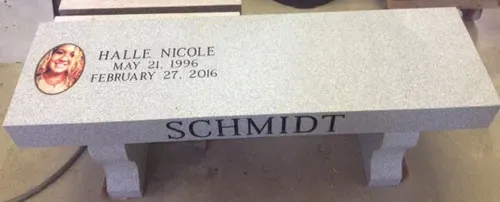 HALLE NICOLE
MAY 21, 1996
FEBRUARY 27, 2016
SCHMIDT